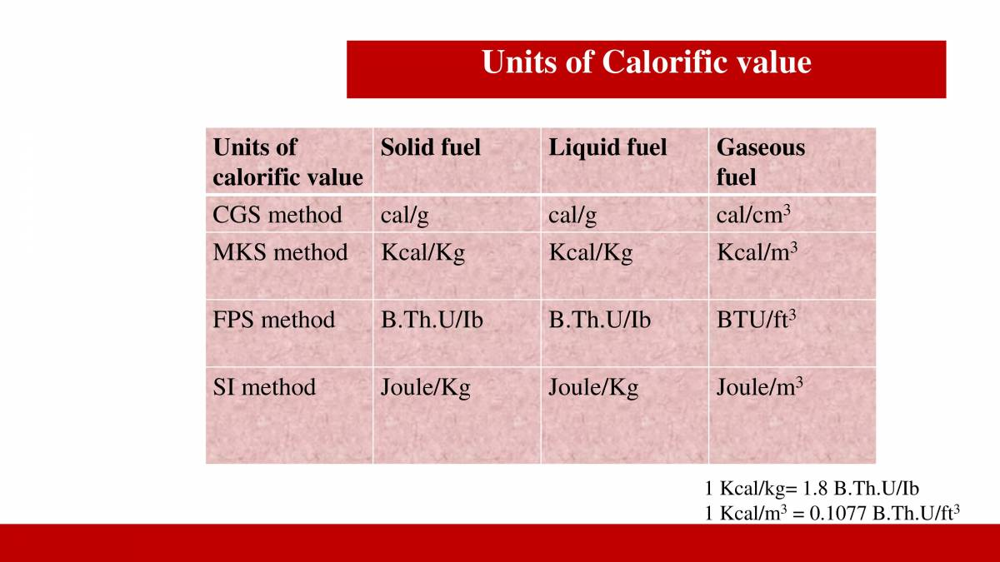 Units of Calorific value
Units of calorific value Solid fuel Liquid fuel Gaseous fuel
CGS method cal/g cal/g cal/cm³
MKS method Kcal/Kg Kcal/Kg Kcal/m³
FPS method B.Th.U/Ib B.Th.U/Ib BTU/ft³
SI method Joule/Kg Joule/Kg Joule/m³
1 Kcal/kg= 1.8 B.Th.U/Ib
1 Kcal/m³ = 0.1077 B.Th.U/ft³